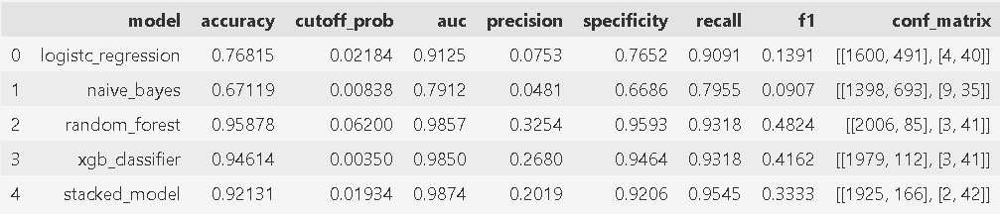 model accuracy cutoff_prob auc precision specificity recall f1 conf_matrix
0 logistc_regression 0.76815 0.02184 0.9125 0.0753 0.7652 0.9091 0.1391 [[1600, 491], [4, 40]]
1 naive_bayes 0.67119 0.00838 0.7912 0.0481 0.6686 0.7955 0.0907 [[1398, 693], [9, 35]]
2 random_forest 0.95878 0.06200 0.9857 0.3254 0.9593 0.9318 0.4824 [[2006, 85], [3, 41]]
3 xgb_classifier 0.94614 0.00350 0.9850 0.2680 0.9464 0.9318 0.4162 [[1979, 112], [3, 41]]
4 stacked_model 0.92131 0.01934 0.9874 0.2019 0.9206 0.9545 0.3333 [[1925, 166], [2, 42]]